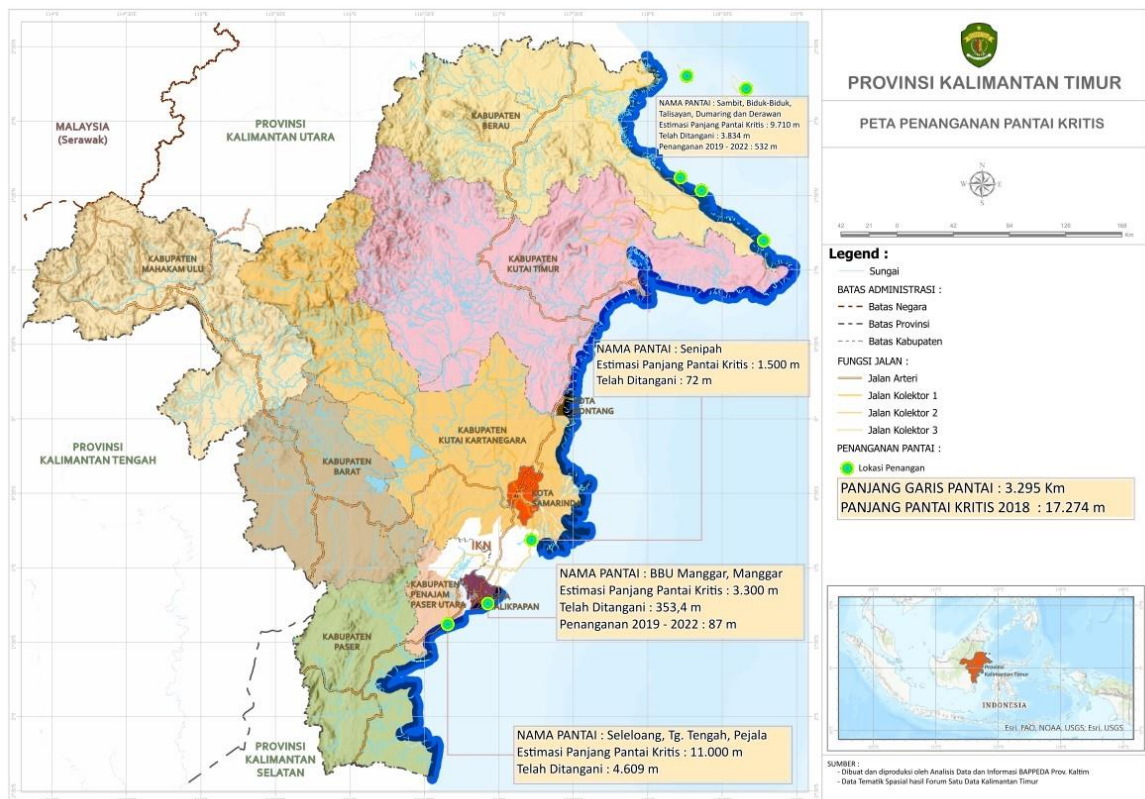 PROVINSI KALIMANTAN TIMUR
PETA PENANGANAN PANTAI KRITIS
N
W E
S
42 21 0 42 84 126 168
Km
Legend :
Sungai
BATAS ADMINISTRASI :
Batas Negara
Batas Provinsi
Batas Kabupaten
FUNGSI JALAN :
Jalan Arteri
Jalan Kolektor 1
Jalan Kolektor 2
Jalan Kolektor 3
PENANGANAN PANTAI :
Lokasi Penangan
PANJANG GARIS PANTAI : 3.295 Km
PANJANG PANTAI KRITIS 2018 : 17.274 m
MALAYSIA
(Serawak)
PROVINSI
KALIMANTAN UTARA
KABUPATEN
BERAU
NAMA PANTAI : Sambit, Biduk-Biduk,
Talisayan, Dumaring dan Derawan
Estimasi Panjang Pantai Kritis : 9.710 m
Telah Ditangani : 3.834 m
Penanganan 2019 - 2022 : 532 m
KABUPATEN
MAHAKAM ULU
KABUPATEN
KUTAI TIMUR
NAMA PANTAI : Senipah
Estimasi Panjang Pantai Kritis : 1.500 m
Telah Ditangani : 72 m
KOTA
BONTANG
KABUPATEN
KUTAI KARTANEGARA
PROVINSI
KALIMANTAN TENGAH
KABUPATEN
BARAT
KOTA
SAMARINDA
IKN
NAMA PANTAI : BBU Manggar, Manggar
Estimasi Panjang Pantai Kritis : 3.300 m
Telah Ditangani : 353,4 m
Penanganan 2019 - 2022 : 87 m
KABUPATEN
PENAJAM
PASER UTARA
ALIKPAPAN
KABUPATEN
PASER
NAMA PANTAI : Seleloang, Tg. Tengah, Pejala
Estimasi Panjang Pantai Kritis : 11.000 m
Telah Ditangani : 4.609 m
PROVINSI
KALIMANTAN
SELATAN
Provinsi
Kalimantan Timur
INDONESIA
Esri, FAO, NOAA, USGS; Esri, USGS
SUMBER :
- Dibuat dan diproduksi oleh Analisis Data dan Informasi BAPPEDA Prov. Kaltim
- Data Tematik Spasial hasil Forum Satu Data Kalimantan Timur